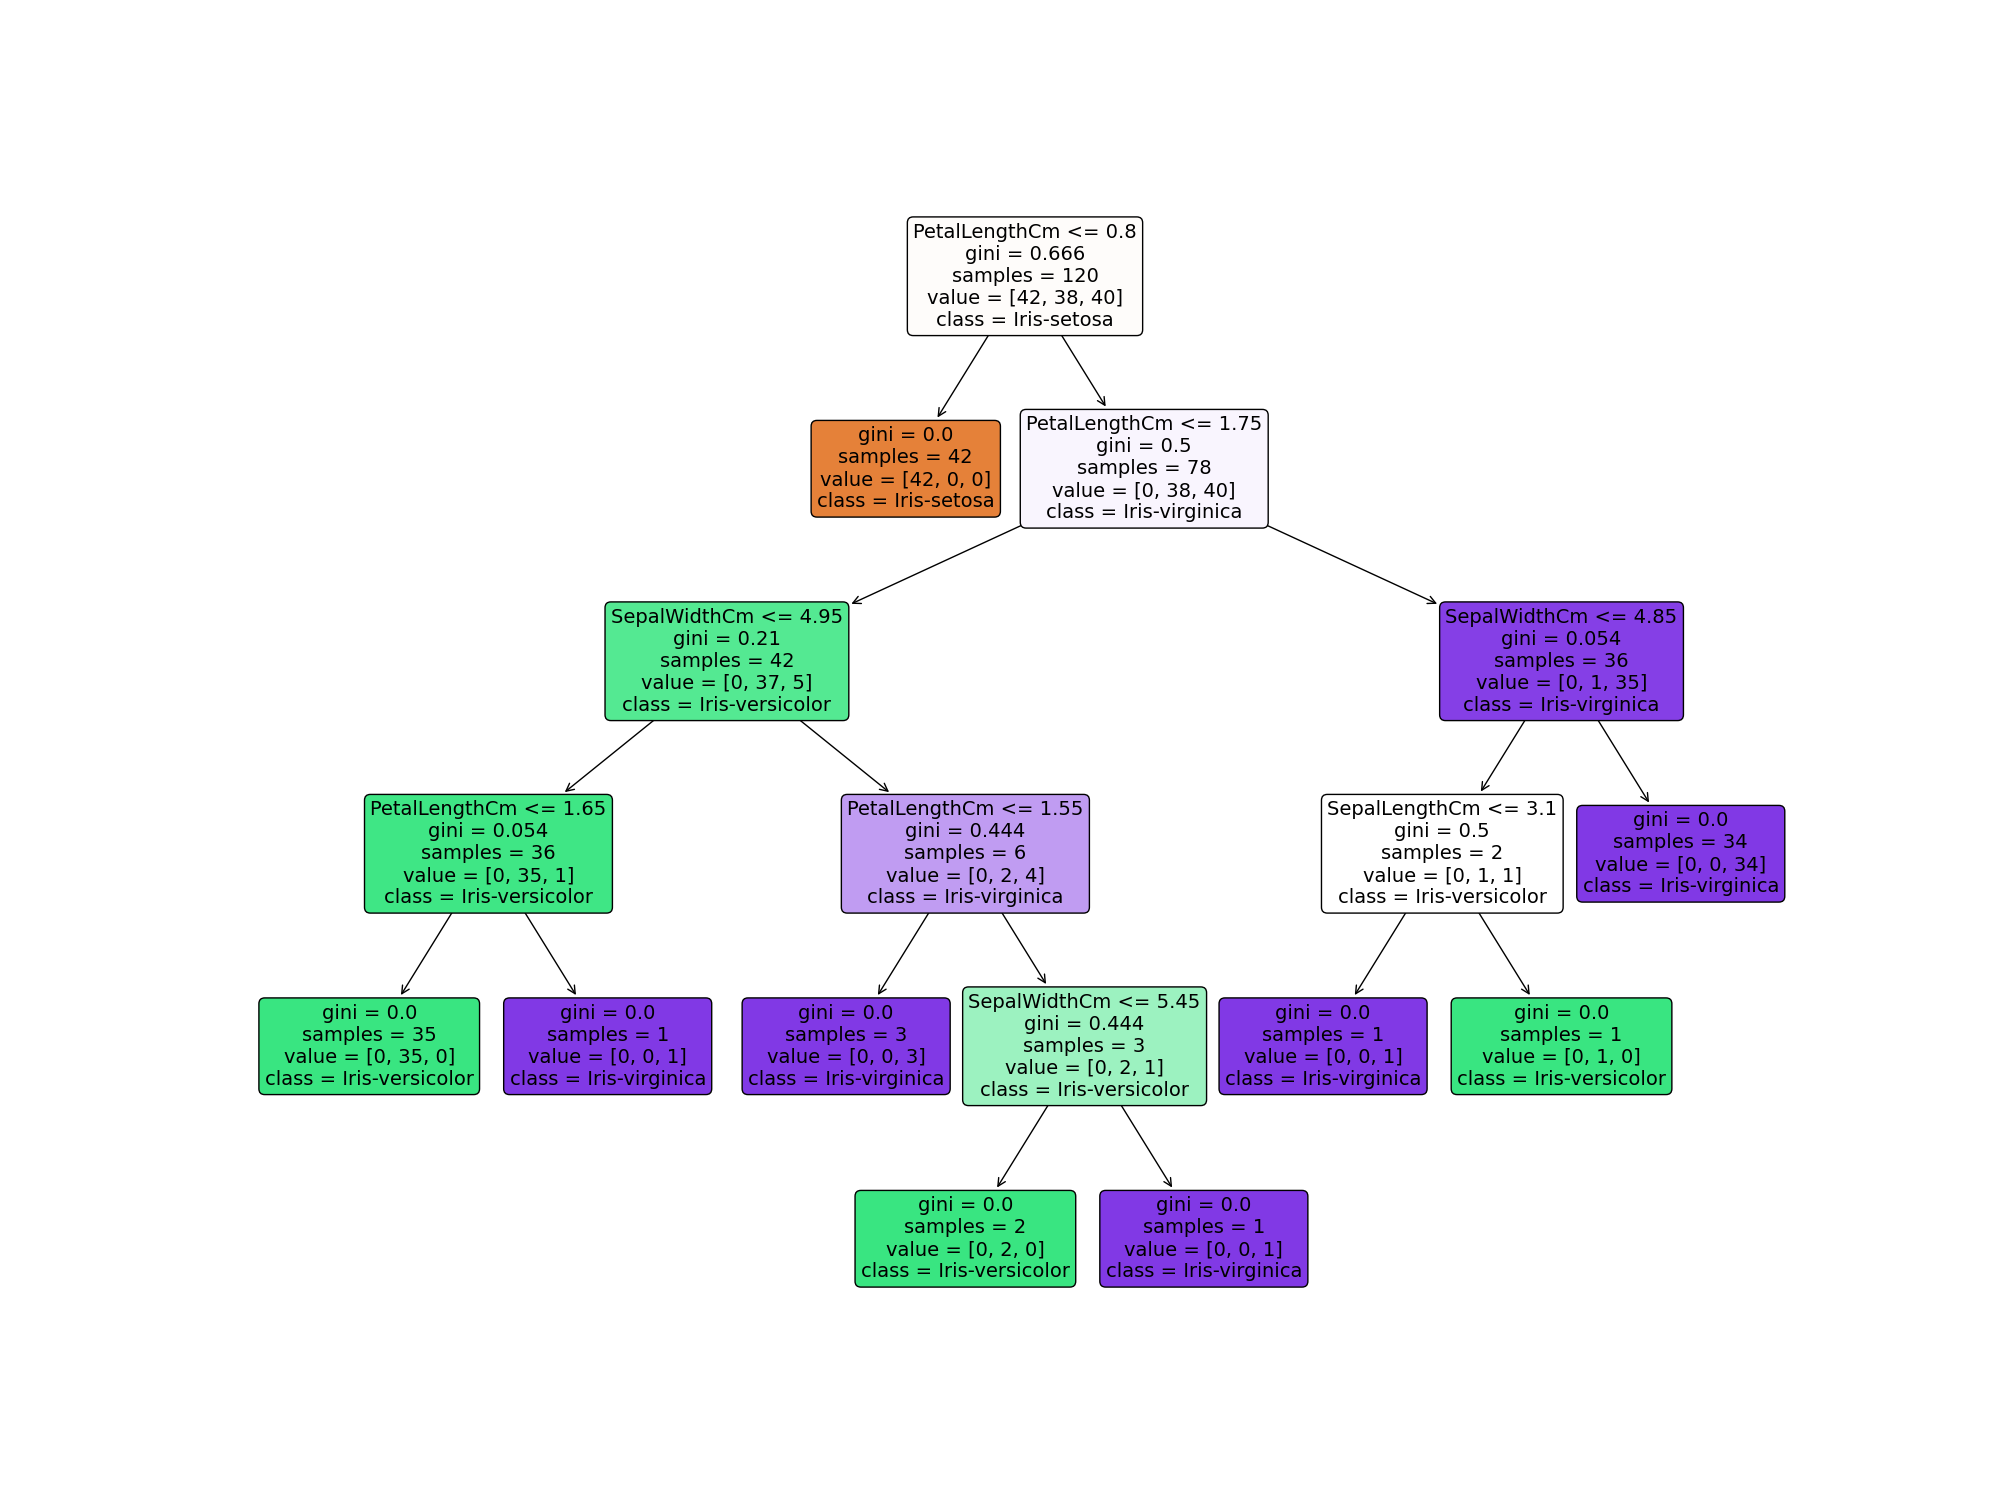 PetalLengthCm <= 0.8
gini = 0.666
samples = 120
value = [42, 38, 40]
class = Iris-setosa
gini = 0.0
samples = 42
value = [42, 0, 0]
class = Iris-setosa
PetalLengthCm <= 1.75
gini = 0.5
samples = 78
value = [0, 38, 40]
class = Iris-virginica
SepalWidthCm <= 4.95
gini = 0.21
samples = 42
value = [0, 37, 5]
class = Iris-versicolor
SepalWidthCm <= 4.85
gini = 0.054
samples = 36
value = [0, 1, 35]
class = Iris-virginica
PetalLengthCm <= 1.65
gini = 0.054
samples = 36
value = [0, 35, 1]
class = Iris-versicolor
PetalLengthCm <= 1.55
gini = 0.444
samples = 6
value = [0, 2, 4]
class = Iris-virginica
SepalLengthCm <= 3.1
gini = 0.5
samples = 2
value = [0, 1, 1]
class = Iris-versicolor
gini = 0.0
samples = 34
value = [0, 0, 34]
class = Iris-virginica
gini = 0.0
samples = 35
value = [0, 35, 0]
class = Iris-versicolor
gini = 0.0
samples = 1
value = [0, 0, 1]
class = Iris-virginica
gini = 0.0
samples = 3
value = [0, 0, 3]
class = Iris-virginica
SepalWidthCm <= 5.45
gini = 0.444
samples = 3
value = [0, 2, 1]
class = Iris-versicolor
gini = 0.0
samples = 1
value = [0, 0, 1]
class = Iris-virginica
gini = 0.0
samples = 1
value = [0, 1, 0]
class = Iris-versicolor
gini = 0.0
samples = 2
value = [0, 2, 0]
class = Iris-versicolor
gini = 0.0
samples = 1
value = [0, 0, 1]
class = Iris-virginica